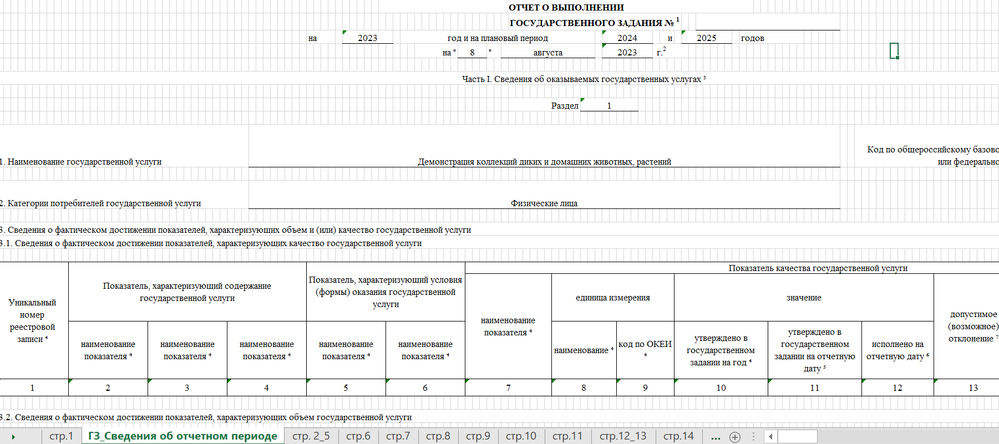 ОТЧЕТ О ВЫПОЛНЕНИИ
ГОСУДАРСТВЕННОГО ЗАДАНИЯ № 1
на 2023 год и на плановый период 2024 и 2025 годов
на " 8 " августа 2023 г.2
Часть I. Сведения об оказываемых государственных услугах 3
Раздел 1
Код по общероссийскому базово
1. Наименование государственной услуги Демонстрация коллекций диких и домашних животных, растений или федерально
2. Категории потребителей государственной услуги Физические лица
3. Сведения о фактическом достижении показателей, характеризующих объем и (или) качество государственной услуги
3.1. Сведения о фактическом достижении показателей, характеризующих качество государственной услуги
Уникальный
номер
реестровой
записи 4
Показатель, характеризующий содержание
государственной услуги
Показатель, характеризующий условия
(формы) оказания государственной
услуги
Показатель качества государственной услуги
наименование
показателя 4
наименование
показателя 4
наименование
показателя 4
наименование
показателя 4
наименование
показателя 4
наименование
показателя 4
единица измерения
наименование 4
код по ОКЕИ
4
значение
утверждено в
государственном
задании на год 4
утверждено в
государственном
задании на отчетную
дату 5
исполнено на
отчетную дату 6
допустимое
(возможное)
отклонение 7
1 2 3 4 5 6 7 8 9 10 11 12 13
3.2. Сведения о фактическом достижении показателей, характеризующих объем государственной услуги
стр.1 ГЗ_Сведения об отчетном периоде стр. 2_5 стр.6 стр.7 стр.8 стр.9 стр.10 стр.11 стр.12_13 стр.14 ...